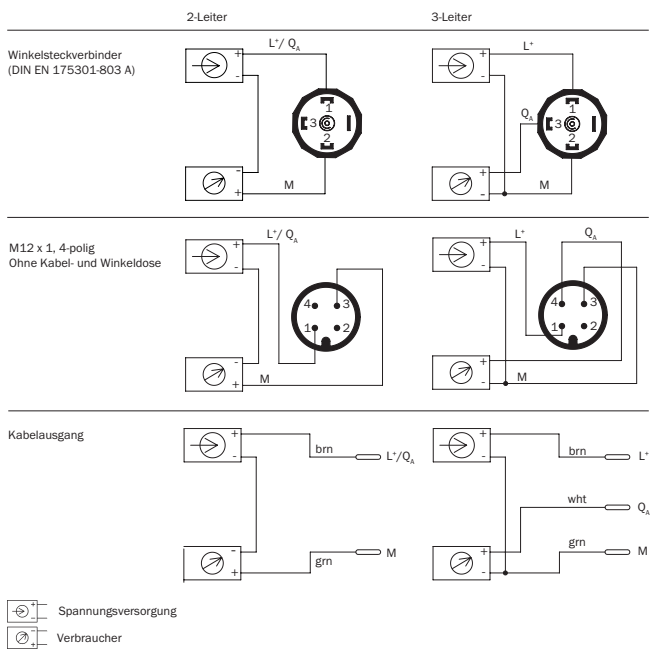 2-Leiter 3-Leiter
Winkelsteckverbinder
(DIN EN 175301-803 A)
L⁺/ Q_A
+
-
1
3
2
-
+
M
L⁺
+
-
Q_A
1
3
2
+
-
M
M12 x 1, 4-polig
Ohne Kabel- und Winkeldose
L⁺/ Q_A
+
-
4 3
1 2
-
+
M
L⁺ Q_A
+
-
4 3
1 2
+
-
M
Kabelausgang
+
-
brn L⁺/Q_A
-
+
grn M
+
-
brn L⁺
wht Q_A
+
-
grn M
+
-
Spannungsversorgung
-
+
Verbraucher